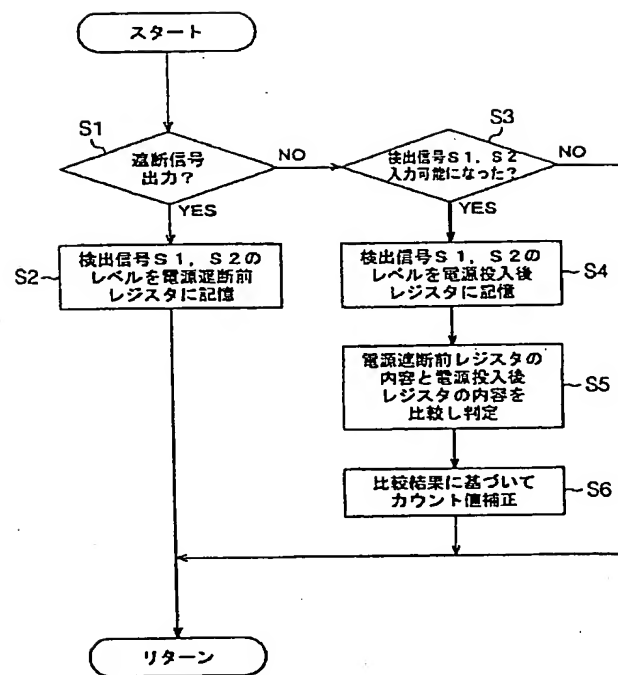 スタート
S1
遮断信号
出力?
NO
YES
S3
検出信号S1,S2
入力可能になった?
NO
YES
S2
検出信号S1,S2の
レベルを電源遮断前
レジスタに記憶
検出信号S1,S2の
レベルを電源投入後
レジスタに記憶
S4
電源遮断前レジスタの
内容と電源投入後
レジスタの内容を
比較し判定
S5
比較結果に基づいて
カウント値補正
S6
リターン